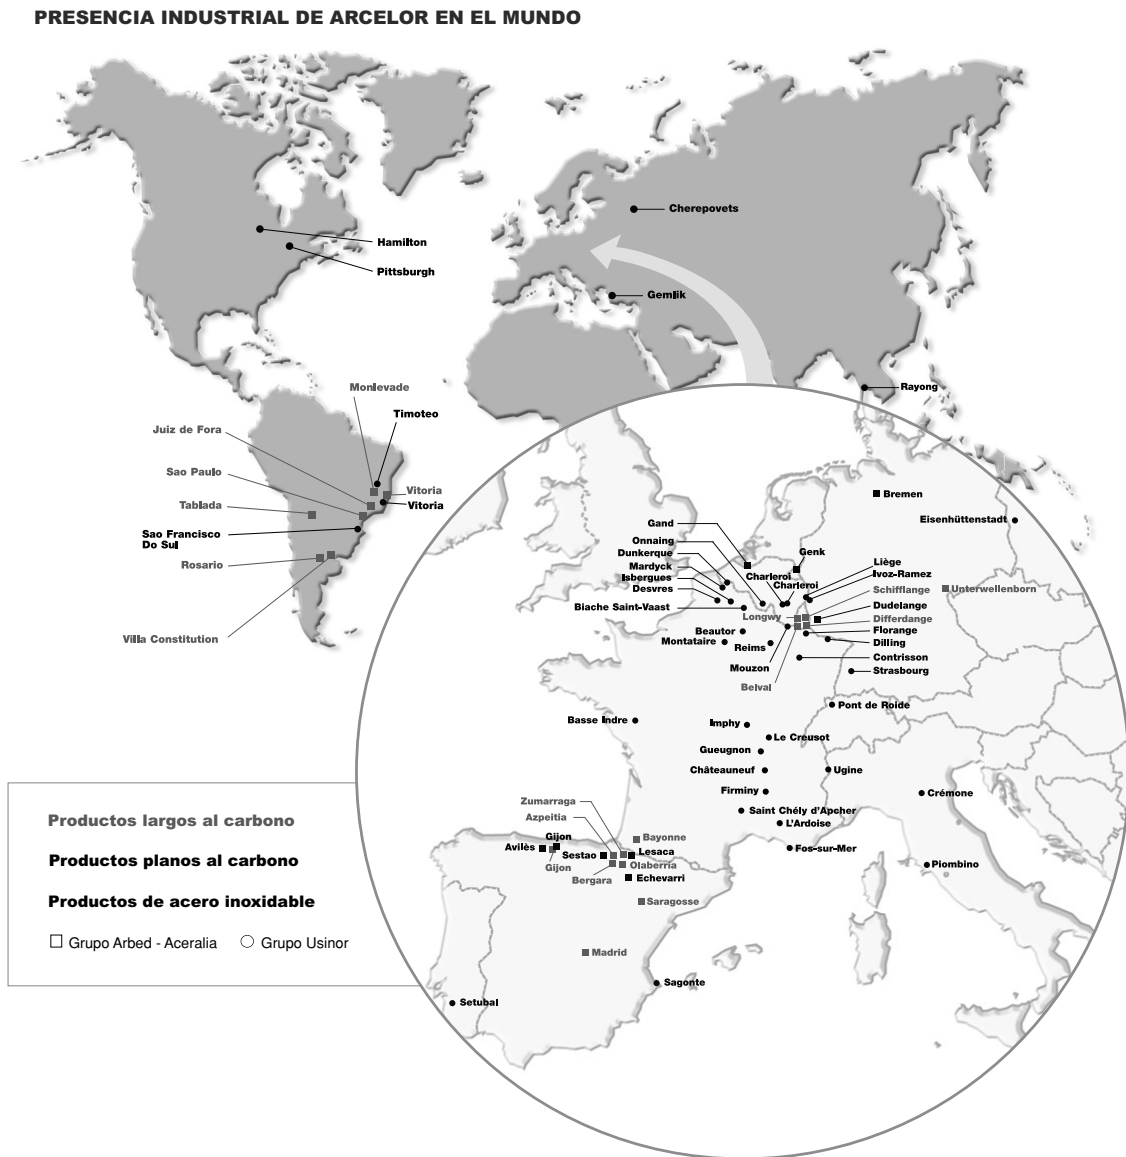 PRESENCIA INDUSTRIAL DE ARCELOR EN EL MUNDO
Cherepovets
Hamilton
Pittsburgh
Gemlik
Rayong
Monlevade
Timoteo
Juiz de Fora
Sao Paulo
Vitoria
Tablada
Vitoria
Sao Francisco
Do Sul
Rosario
Villa Constitution
Bremen
Eisenhüttenstadt
Gand
Onnaing
Dunkerque
Genk
Mardyck
Charleroi
Liège
Isbergues
Ivoz-Ramez
Desvres
Charleroi
Schifflange
Unterwellenborn
Biache Saint-Vaast
Dudelange
Longwy
Differdange
Beautor
Florange
Montataire
Reims
Dilling
Mouzon
Contrisson
Strasbourg
Belval
Pont de Roide
Basse Indre
Imphy
Le Creusot
Gueugnon
Châteauneuf
Ugine
Firminy
Crémone
Zumarraga
Azpeitia
Saint Chély d'Apcher
L'Ardoise
Gijon
Bayonne
Avilès
Sestao
Lesaca
Fos-sur-Mer
Gijon
Olaberria
Piombino
Bergara
Echevarri
Saragosse
Madrid
Sagonte
Setubal
Productos largos al carbono
Productos planos al carbono
Productos de acero inoxidable
Grupo Arbed - Aceralia
Grupo Usinor